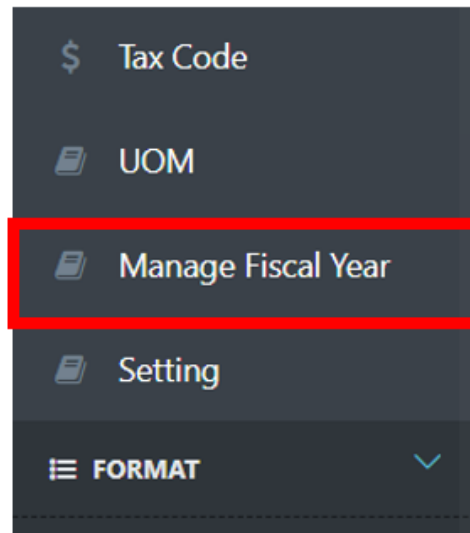 $ Tax Code
UOM
Manage Fiscal Year
Setting
FORMAT